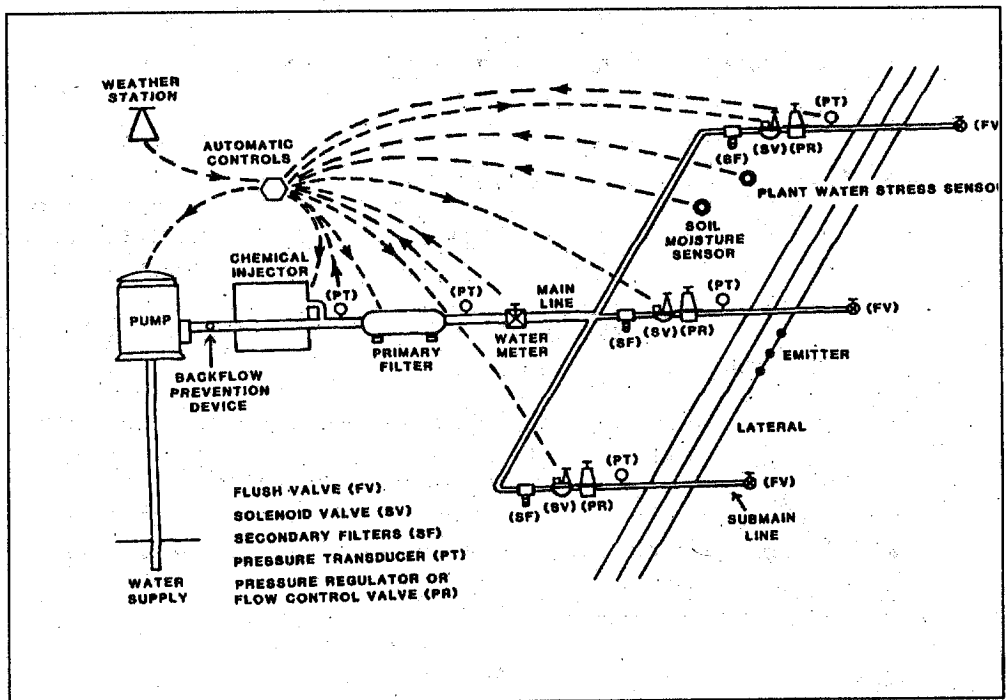 WEATHER
STATION
AUTOMATIC
CONTROLS
(PT)
(FV
(SF)
(SV)
(PR)
PLANT WATER STRESS SENSO
SOIL
MOISTURE
SENSOR
CHEMICAL
INJECTOR
(PT)
(PT)
MAIN
LINE
(PT)
(FV)
PUMP
(SF)
(SV)
(PR)
PRIMARY
FILTER
WATER
METER
EMITTER
BACKFLOW
PREVENTION
DEVICE
LATERAL
(PT)
(FV)
(SF)
(SV)
(PR)
SUBMAIN
LINE
FLUSH VALVE (FV)
SOLENOID VALVE (SV)
SECONDARY FILTERS (SF)
PRESSURE TRANSDUCER (PT)
PRESSURE REGULATOR OR
FLOW CONTROL VALVE (PR)
WATER
SUPPLY